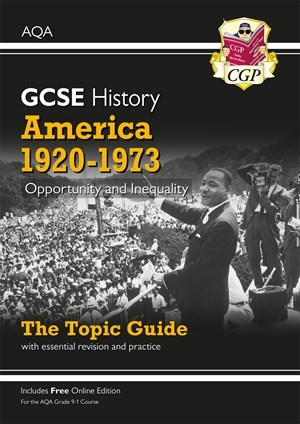 AQA
CGP
CGP
GCSE History
America
1920-1973
Opportunity and Inequality
The Topic Guide
with essential revision and practice
Includes Free Online Edition
For the AQA Grade 9-1 Course